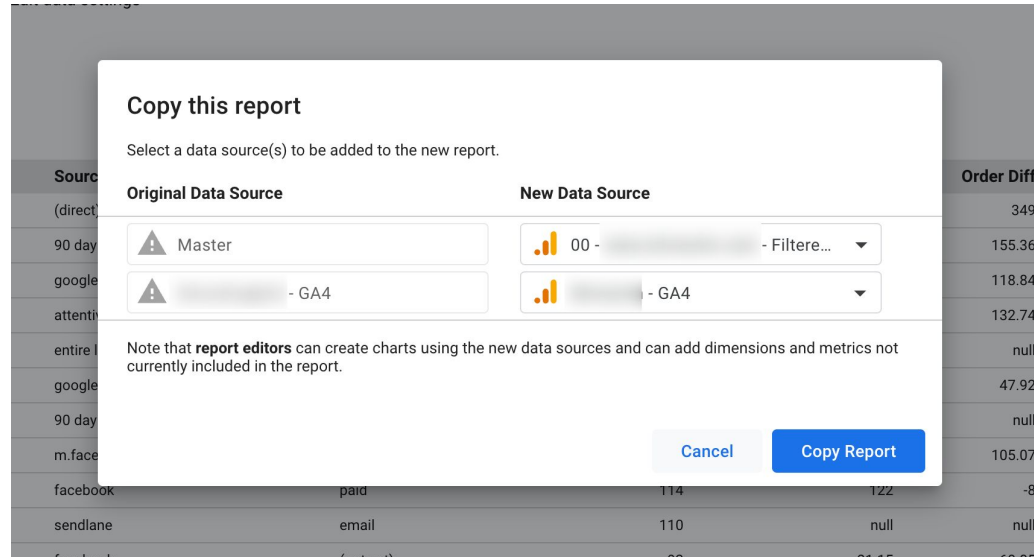 Edit data settings
Copy this report
Select a data source(s) to be added to the new report.
Original Data Source New Data Source
Master 00 - - Filtere...
- GA4 - GA4
Note that report editors can create charts using the new data sources and can add dimensions and metrics not
currently included in the report.
Cancel Copy Report
Sourc Order Diff
(direct) 349
90 day 155.36
google 118.84
attenti 132.74
entire l null
google 47.92
90 day null
m.face 105.07
facebook paid 114 122 -8
sendlane email 110 null null